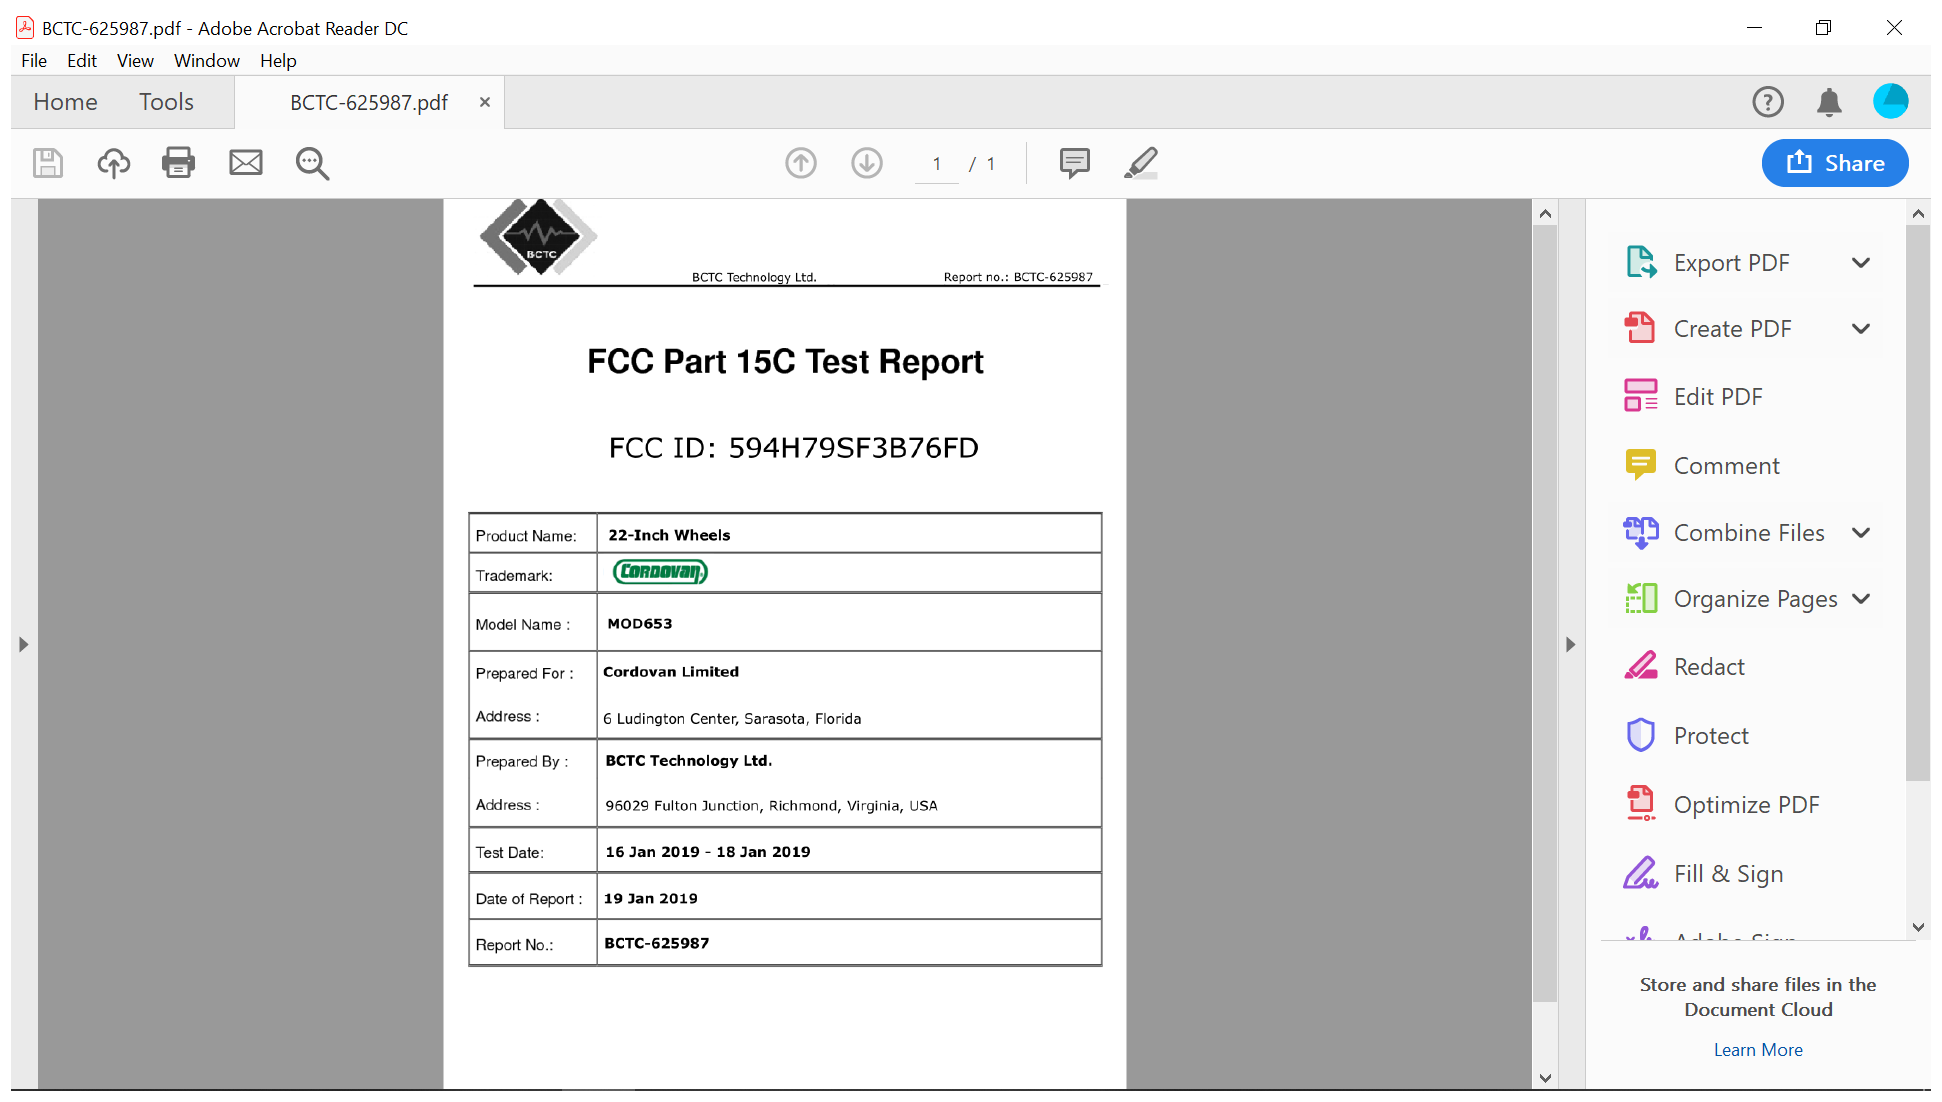 BCTC-625987.pdf - Adobe Acrobat Reader DC
File Edit View Window Help
Home Tools BCTC-625987.pdf ×
1 / 1
Share
BCTC
BCTC Technology Ltd. Report no.: BCTC-625987
FCC Part 15C Test Report
FCC ID: 594H79SF3B76FD
Product Name: 22-Inch Wheels
Trademark: CORDOVAN
Model Name : MOD653
Prepared For : Cordovan Limited
Address : 6 Ludington Center, Sarasota, Florida
Prepared By : BCTC Technology Ltd.
Address : 96029 Fulton Junction, Richmond, Virginia, USA
Test Date: 16 Jan 2019 - 18 Jan 2019
Date of Report : 19 Jan 2019
Report No.: BCTC-625987
Export PDF
Create PDF
Edit PDF
Comment
Combine Files
Organize Pages
Redact
Protect
Optimize PDF
Fill & Sign
Adobe Sign
Store and share files in the
Document Cloud
Learn More